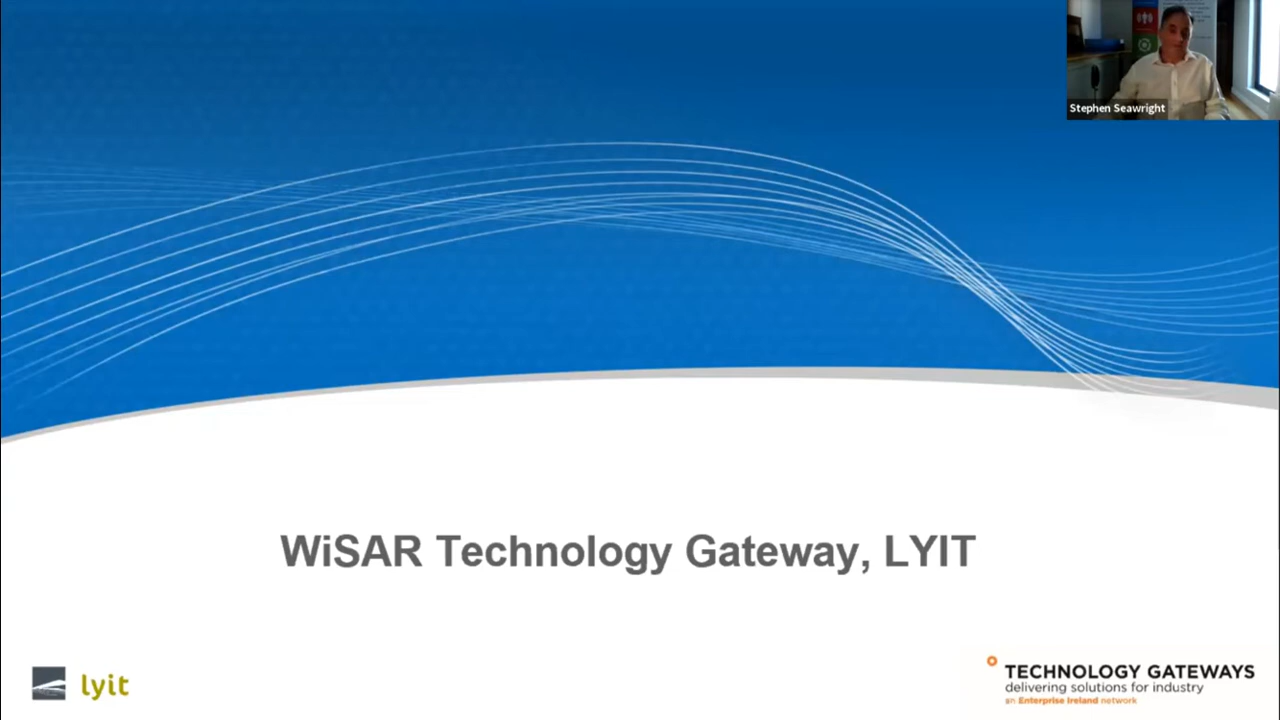 Stephen Seawright
WiSAR Technology Gateway, LYIT
lyit
TECHNOLOGY GATEWAYS
delivering solutions for industry
an Enterprise Ireland network